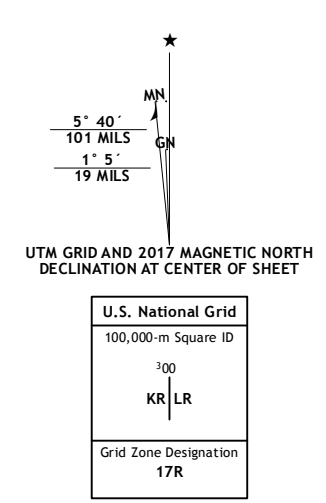 ★
MN
5° 40´
101 MILS
GN
1° 5´
19 MILS
UTM GRID AND 2017 MAGNETIC NORTH
DECLINATION AT CENTER OF SHEET
U.S. National Grid
100,000-m Square ID
³00
KR LR
Grid Zone Designation
17R